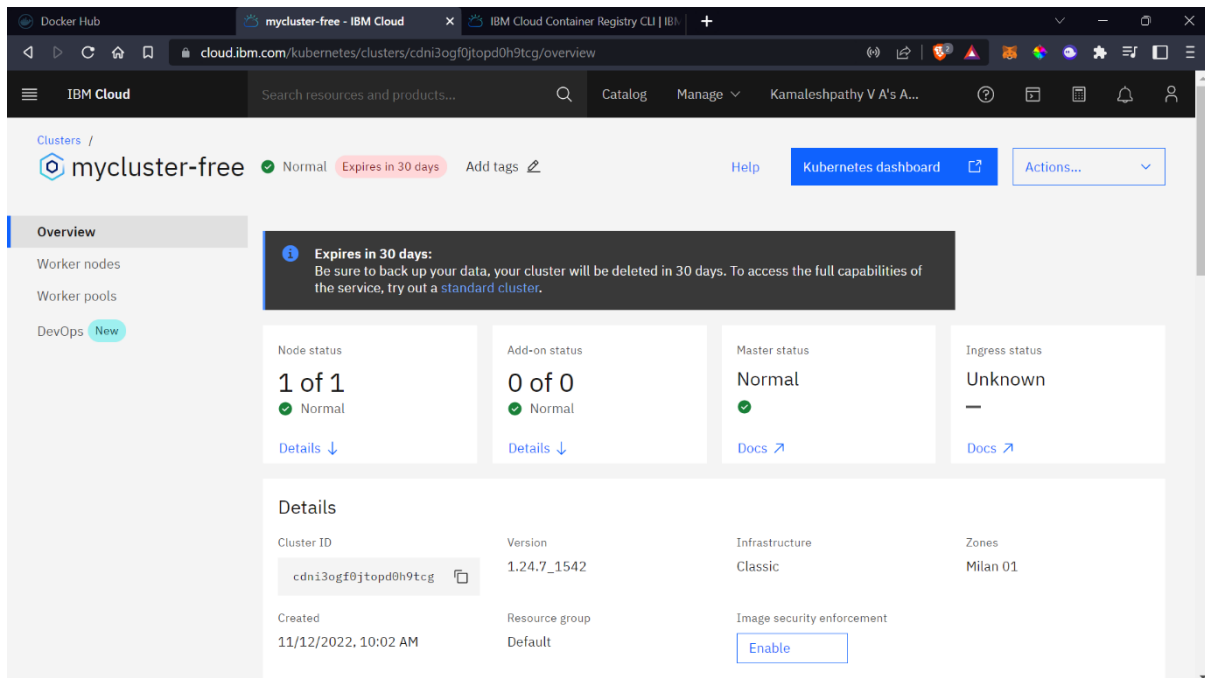 Docker Hub
mycluster-free - IBM Cloud
IBM Cloud Container Registry CLI | IBM
cloud.ibm.com/kubernetes/clusters/cdni3ogf0jtopd0h9tcg/overview
2
IBM Cloud
Search resources and products...
Catalog
Manage
Kamaleshpathy V A's A...
Clusters /
mycluster-free
Normal
Expires in 30 days
Add tags
Help
Kubernetes dashboard
Actions...
Overview
Worker nodes
Worker pools
DevOps New
Expires in 30 days:
Be sure to back up your data, your cluster will be deleted in 30 days. To access the full capabilities of
the service, try out a standard cluster.
Node status
1 of 1
Normal
Details
Add-on status
0 of 0
Normal
Details
Master status
Normal
Docs
Ingress status
Unknown
—
Docs
Details
Cluster ID
cdni3ogf0jtopd0h9tcg
Version
1.24.7_1542
Infrastructure
Classic
Zones
Milan 01
Created
11/12/2022, 10:02 AM
Resource group
Default
Image security enforcement
Enable